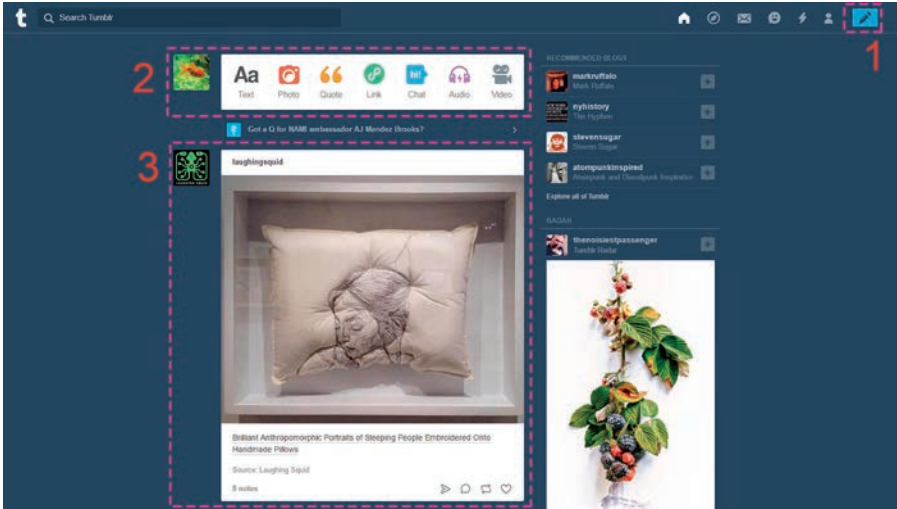 t
Search Tumblr
1
2
Aa
hi!
Text Photo Quote Link Chat Audio Video
Got a Q for NAMI ambassador AJ Mendez Brooks?
3
LAUGHING SQUID
laughingsquid
Brilliant Anthropomorphic Portraits of Sleeping People Embroidered Onto
Handmade Pillows
Source: Laughing Squid
8 notes
RECOMMENDED BLOGS
markruffalo
Mark Ruffalo
nyhistory
The Hyphen
stevensugar
Steven Sugar
atompunkinspired
Atompunk and Dieselpunk Inspiration
Explore all of Tumblr
RADAR
thenoisiestpassenger
Tumblr Radar